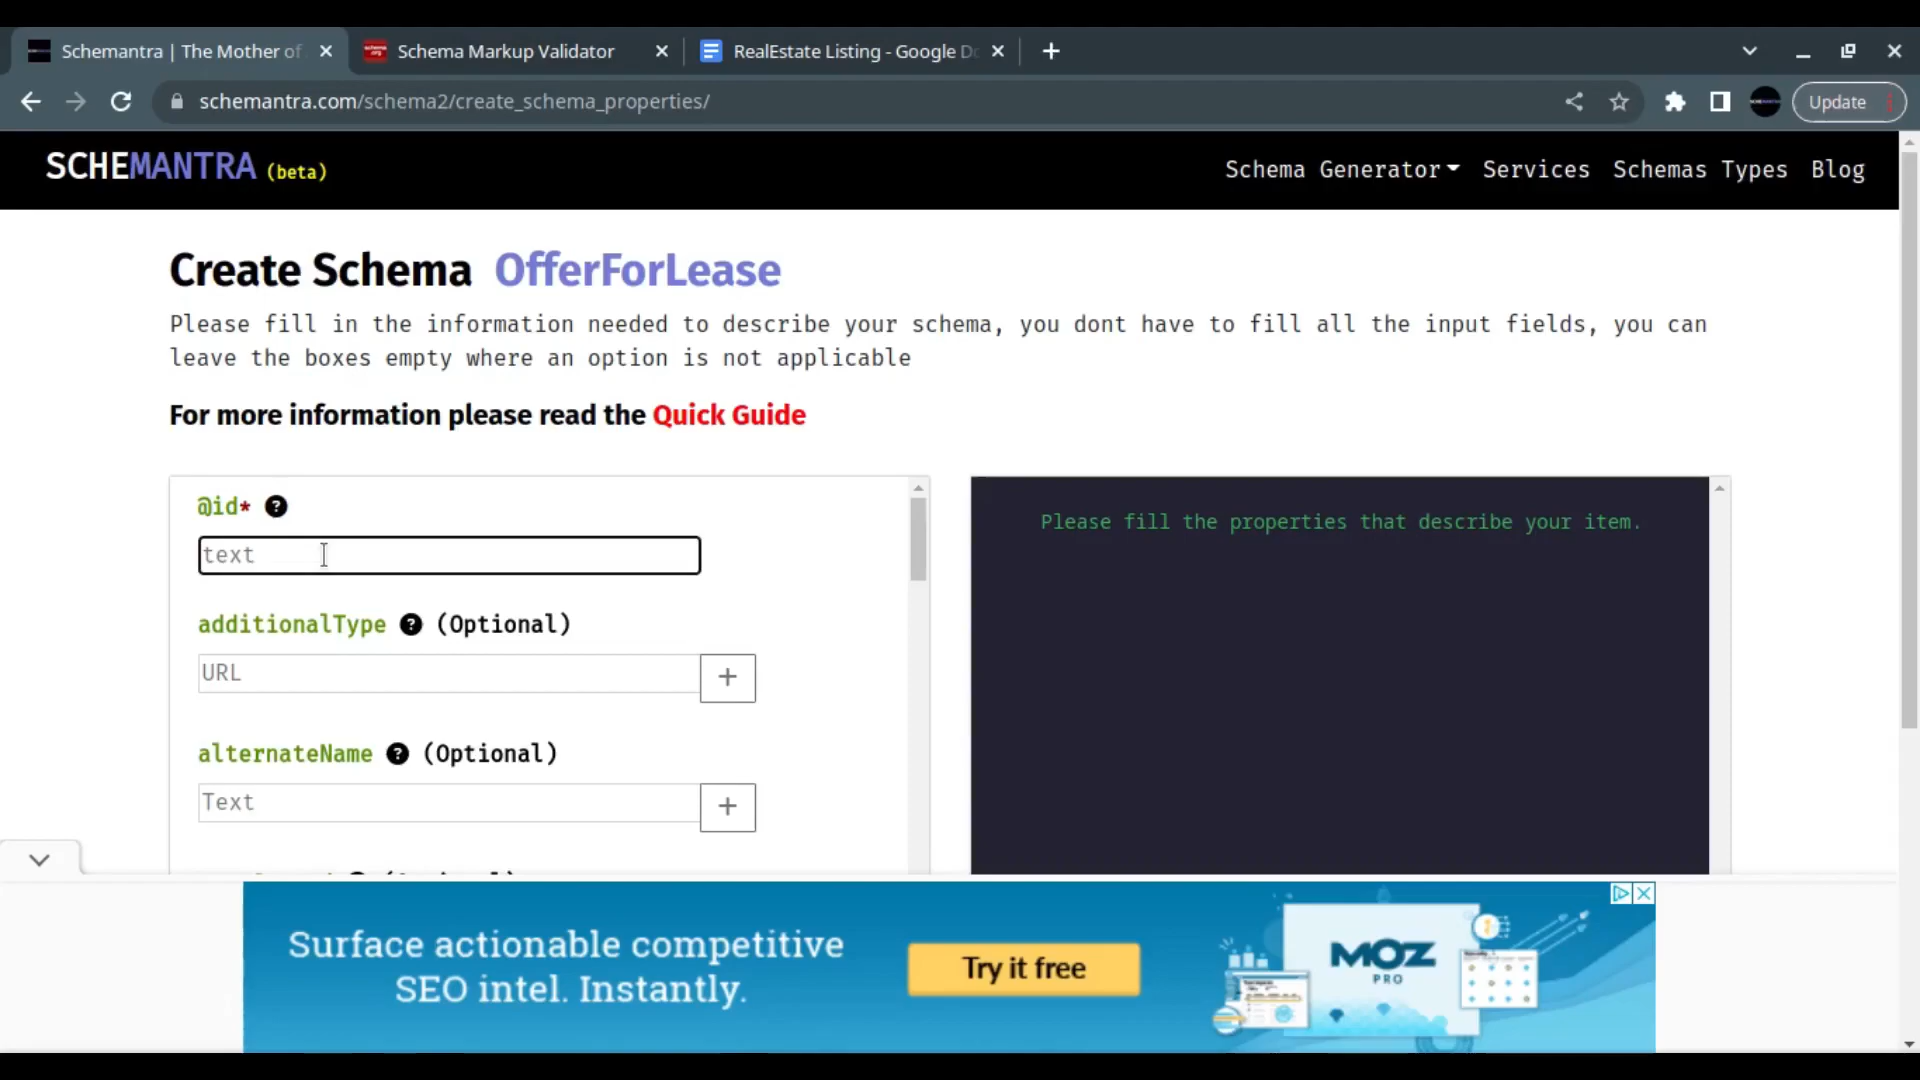 Schemantra | The Mother of
Schema Markup Validator
RealEstate Listing - Google Do
schemantra.com/schema2/create_schema_properties/
Update
SCHEMANTRA (beta)
Schema Generator
Services
Schemas Types
Blog
Create Schema OfferForLease
Please fill in the information needed to describe your schema, you dont have to fill all the input fields, you can
leave the boxes empty where an option is not applicable
For more information please read the Quick Guide
@id* ?
text
additionalType ? (Optional)
URL
+
alternateName ? (Optional)
Text
+
Please fill the properties that describe your item.
Surface actionable competitive
SEO intel. Instantly.
Try it free
MOZ
PRO